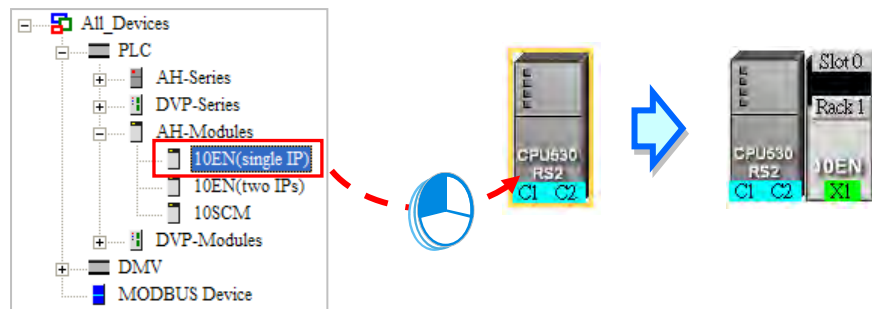 All_Devices
PLC
AH-Series
DVP-Series
AH-Modules
10EN(single IP)
10EN(two IPs)
10SCM
DVP-Modules
DMV
MODBUS Device
CPU530
RS2
C1 C2
CPU530
RS2
C1 C2
Slot 0
Rack 1
10EN
X1